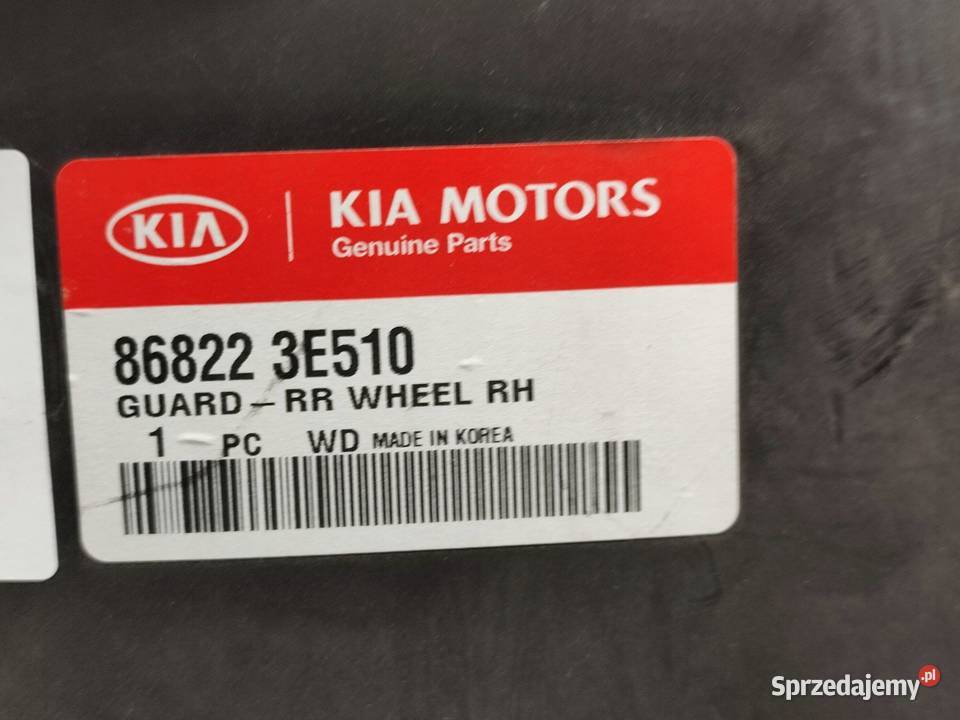 KIA
KIA MOTORS
Genuine Parts
86822 3E510
GUARD-RR WHEEL RH
1 PC WD MADE IN KOREA
Sprzedajemy.pl